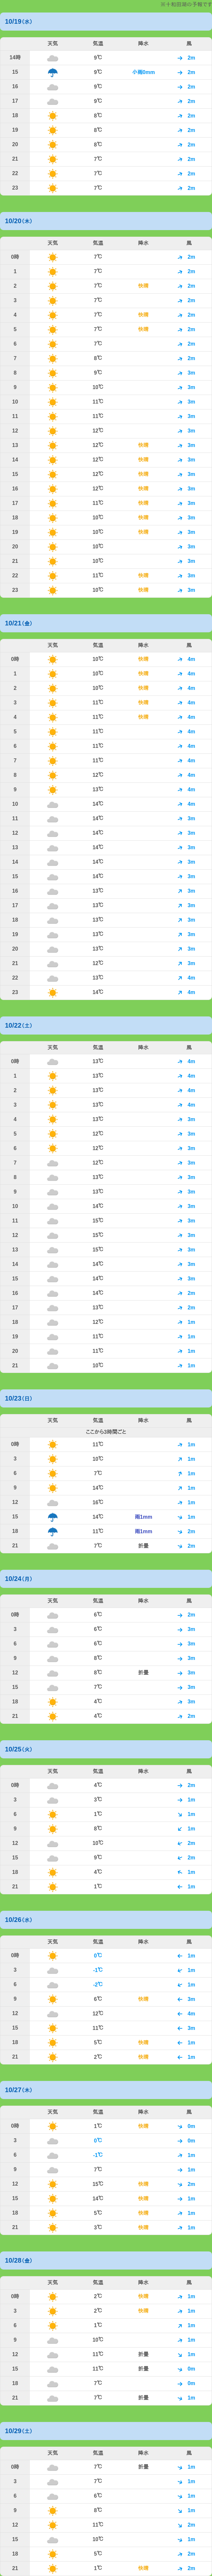 ※十和田湖の予報です
10/19(水)
天気 気温 降水 風
14時 9℃ 2m
15 9℃ 小雨0mm 2m
16 9℃ 2m
17 9℃ 2m
18 8℃ 2m
19 8℃ 2m
20 8℃ 2m
21 7℃ 2m
22 7℃ 2m
23 7℃ 2m
10/20(木)
天気 気温 降水 風
0時 7℃ 2m
1 7℃ 2m
2 7℃ 快晴 2m
3 7℃ 2m
4 7℃ 快晴 2m
5 7℃ 快晴 2m
6 7℃ 2m
7 8℃ 2m
8 9℃ 3m
9 10℃ 3m
10 11℃ 3m
11 11℃ 3m
12 12℃ 3m
13 12℃ 快晴 3m
14 12℃ 快晴 3m
15 12℃ 快晴 3m
16 12℃ 快晴 3m
17 11℃ 快晴 3m
18 10℃ 快晴 3m
19 10℃ 快晴 3m
20 10℃ 3m
21 10℃ 3m
22 11℃ 快晴 3m
23 10℃ 快晴 3m
10/21(金)
天気 気温 降水 風
0時 10℃ 快晴 4m
1 10℃ 快晴 4m
2 10℃ 快晴 4m
3 11℃ 快晴 4m
4 11℃ 快晴 4m
5 11℃ 4m
6 11℃ 4m
7 11℃ 4m
8 12℃ 4m
9 13℃ 4m
10 14℃ 4m
11 14℃ 3m
12 14℃ 3m
13 14℃ 3m
14 14℃ 3m
15 14℃ 3m
16 13℃ 3m
17 13℃ 3m
18 13℃ 3m
19 13℃ 3m
20 13℃ 3m
21 12℃ 3m
22 13℃ 4m
23 14℃ 4m
10/22(土)
天気 気温 降水 風
0時 13℃ 4m
1 13℃ 4m
2 13℃ 4m
3 13℃ 4m
4 13℃ 3m
5 12℃ 3m
6 12℃ 3m
7 12℃ 3m
8 13℃ 3m
9 13℃ 3m
10 14℃ 3m
11 15℃ 3m
12 15℃ 3m
13 15℃ 3m
14 14℃ 3m
15 14℃ 3m
16 14℃ 2m
17 13℃ 2m
18 12℃ 1m
19 11℃ 1m
20 11℃ 1m
21 10℃ 1m
10/23(日)
天気 気温 降水 風
ここから3時間ごと
0時 11℃ 1m
3 10℃ 1m
6 7℃ 1m
9 14℃ 1m
12 16℃ 1m
15 14℃ 雨1mm 1m
18 11℃ 雨1mm 2m
21 7℃ 折畳 2m
10/24(月)
天気 気温 降水 風
0時 6℃ 2m
3 6℃ 3m
6 6℃ 3m
9 8℃ 3m
12 8℃ 折畳 3m
15 7℃ 3m
18 4℃ 3m
21 4℃ 2m
10/25(火)
天気 気温 降水 風
0時 4℃ 2m
3 3℃ 1m
6 1℃ 1m
9 8℃ 1m
12 10℃ 2m
15 9℃ 2m
18 4℃ 1m
21 1℃ 1m
10/26(水)
天気 気温 降水 風
0時 0℃ 1m
3 -1℃ 1m
6 -2℃ 1m
9 6℃ 快晴 3m
12 12℃ 4m
15 11℃ 3m
18 5℃ 快晴 1m
21 2℃ 快晴 1m
10/27(木)
天気 気温 降水 風
0時 1℃ 快晴 0m
3 0℃ 0m
6 -1℃ 1m
9 7℃ 1m
12 15℃ 快晴 2m
15 14℃ 快晴 1m
18 5℃ 快晴 1m
21 3℃ 快晴 1m
10/28(金)
天気 気温 降水 風
0時 2℃ 快晴 1m
3 2℃ 快晴 1m
6 1℃ 1m
9 10℃ 1m
12 11℃ 折畳 1m
15 11℃ 折畳 0m
18 7℃ 0m
21 7℃ 折畳 1m
10/29(土)
天気 気温 降水 風
0時 7℃ 折畳 1m
3 7℃ 1m
6 6℃ 1m
9 8℃ 1m
12 11℃ 2m
15 10℃ 1m
18 5℃ 2m
21 1℃ 快晴 2m